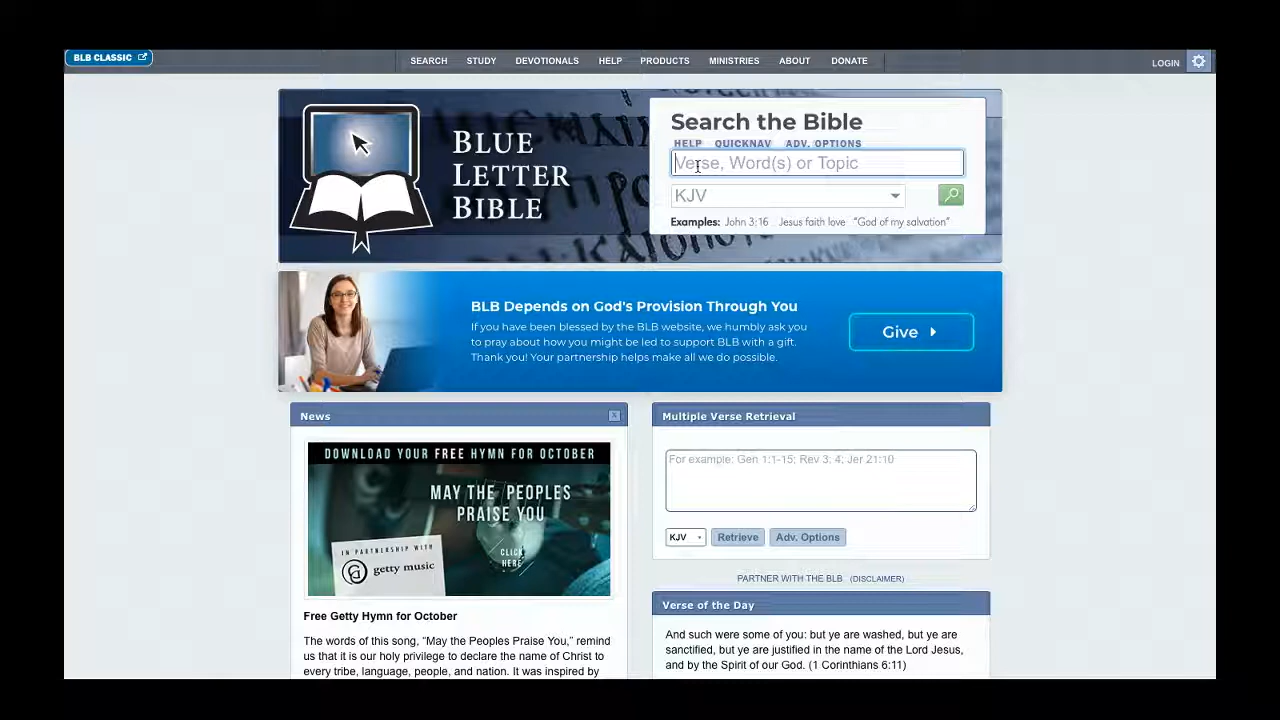 BLB CLASSIC
SEARCH STUDY DEVOTIONALS HELP PRODUCTS MINISTRIES ABOUT DONATE
LOGIN
BLUE
LETTER
BIBLE
Search the Bible
HELP QUICKNAV ADV. OPTIONS
Verse, Word(s) or Topic
KJV
Examples: John 3:16 Jesus faith love "God of my salvation"
BLB Depends on God's Provision Through You
If you have been blessed by the BLB website, we humbly ask you
to pray about how you might be led to support BLB with a gift.
Thank you! Your partnership helps make all we do possible.
Give
News
DOWNLOAD YOUR FREE HYMN FOR OCTOBER
MAY THE PEOPLES
PRAISE YOU
CLICK
HERE
IN PARTNERSHIP WITH
getty music
Free Getty Hymn for October
The words of this song, “May the Peoples Praise You,” remind
us that it is our holy privilege to declare the name of Christ to
every tribe, language, people, and nation. It was inspired by
Multiple Verse Retrieval
For example: Gen 1:1-15; Rev 3; 4; Jer 21:10
KJV Retrieve Adv. Options
PARTNER WITH THE BLB (DISCLAIMER)
Verse of the Day
And such were some of you: but ye are washed, but ye are
sanctified, but ye are justified in the name of the Lord Jesus,
and by the Spirit of our God. (1 Corinthians 6:11)